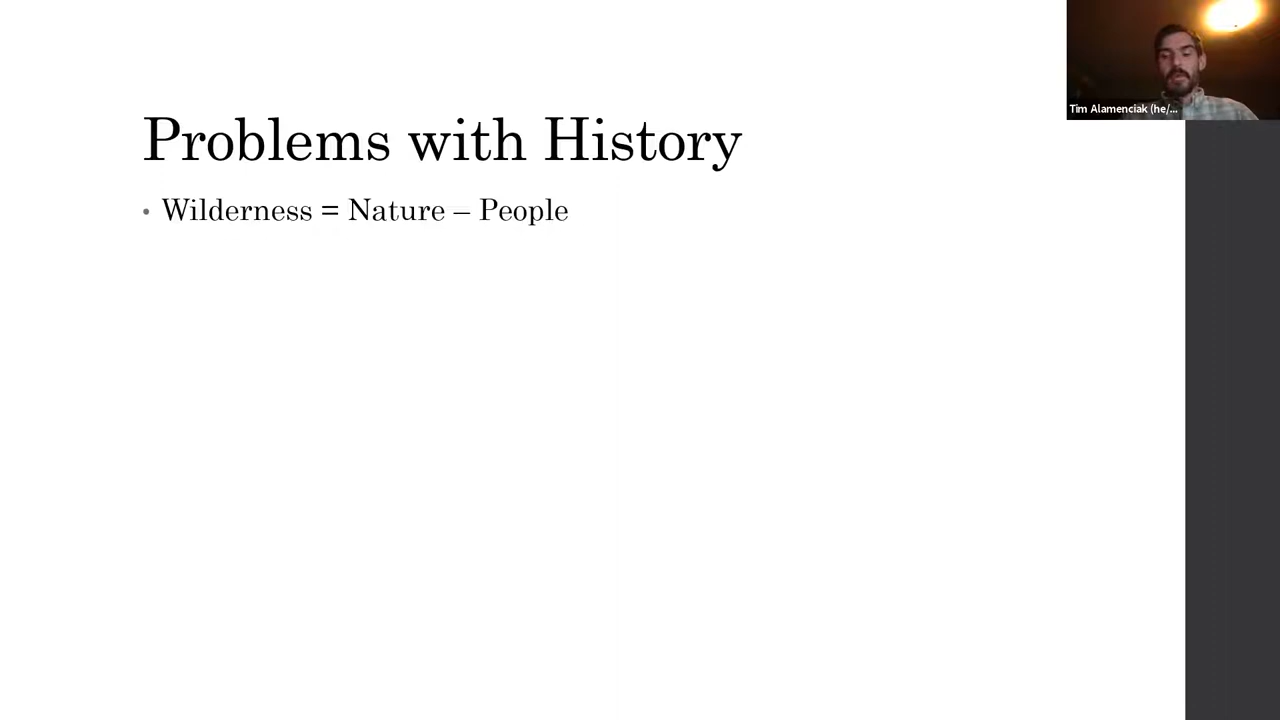 Tim Alamenciak (he/...
Problems with History
• Wilderness = Nature – People